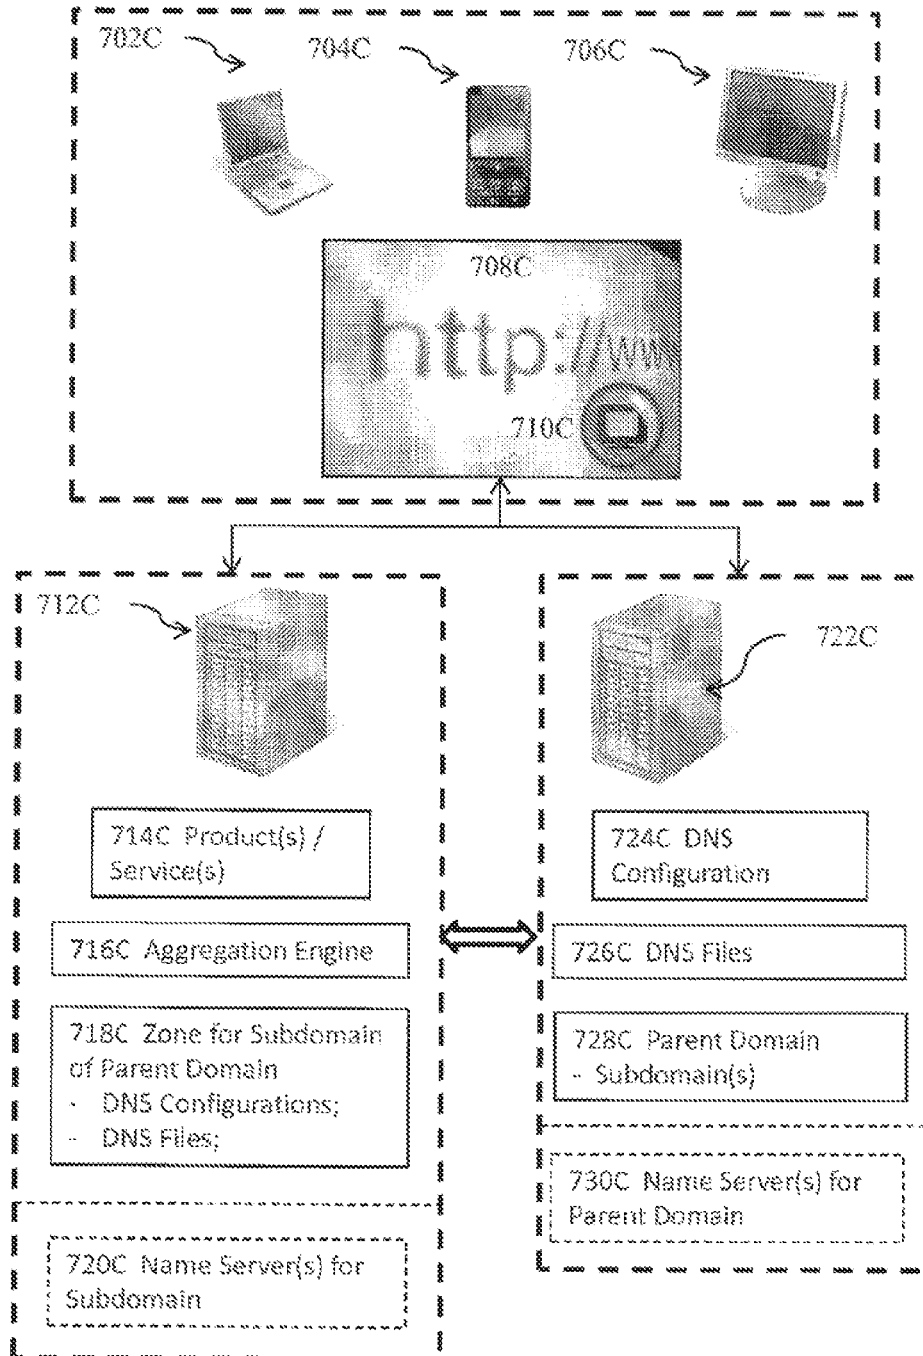 702C
704C
706C
708C
http://ww.
710C
712C
722C
714C Product(s) /
Service(s)
716C Aggregation Engine
718C Zone for Subdomain
of Parent Domain
- DNS Configurations;
- DNS Files;
720C Name Server(s) for
Subdomain
724C DNS
Configuration
726C DNS Files
728C Parent Domain
- Subdomain(s)
730C Name Server(s) for
Parent Domain